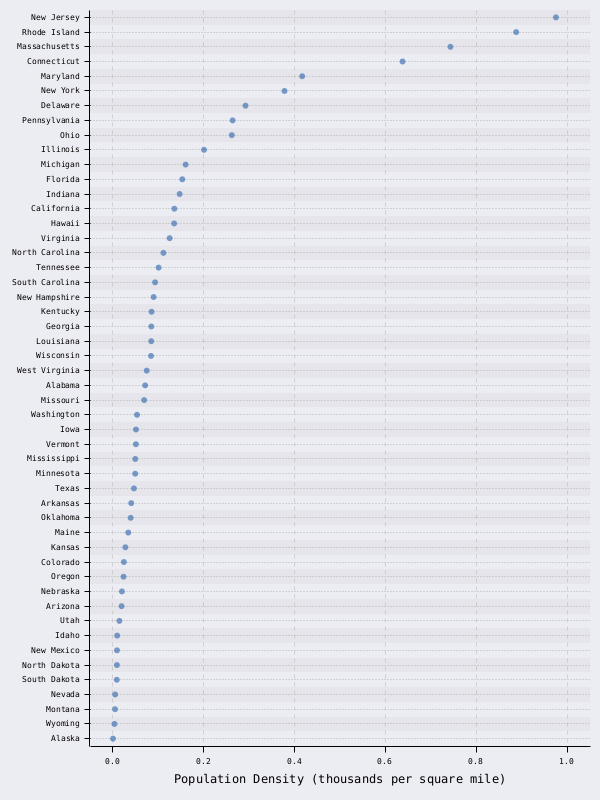 New Jersey
Rhode Island
Massachusetts
Connecticut
Maryland
New York
Delaware
Pennsylvania
Ohio
Illinois
Michigan
Florida
Indiana
California
Hawaii
Virginia
North Carolina
Tennessee
South Carolina
New Hampshire
Kentucky
Georgia
Louisiana
Wisconsin
West Virginia
Alabama
Missouri
Washington
Iowa
Vermont
Mississippi
Minnesota
Texas
Arkansas
Oklahoma
Maine
Kansas
Colorado
Oregon
Nebraska
Arizona
Utah
Idaho
New Mexico
North Dakota
South Dakota
Nevada
Montana
Wyoming
Alaska
0.0 0.2 0.4 0.6 0.8 1.0
Population Density (thousands per square mile)